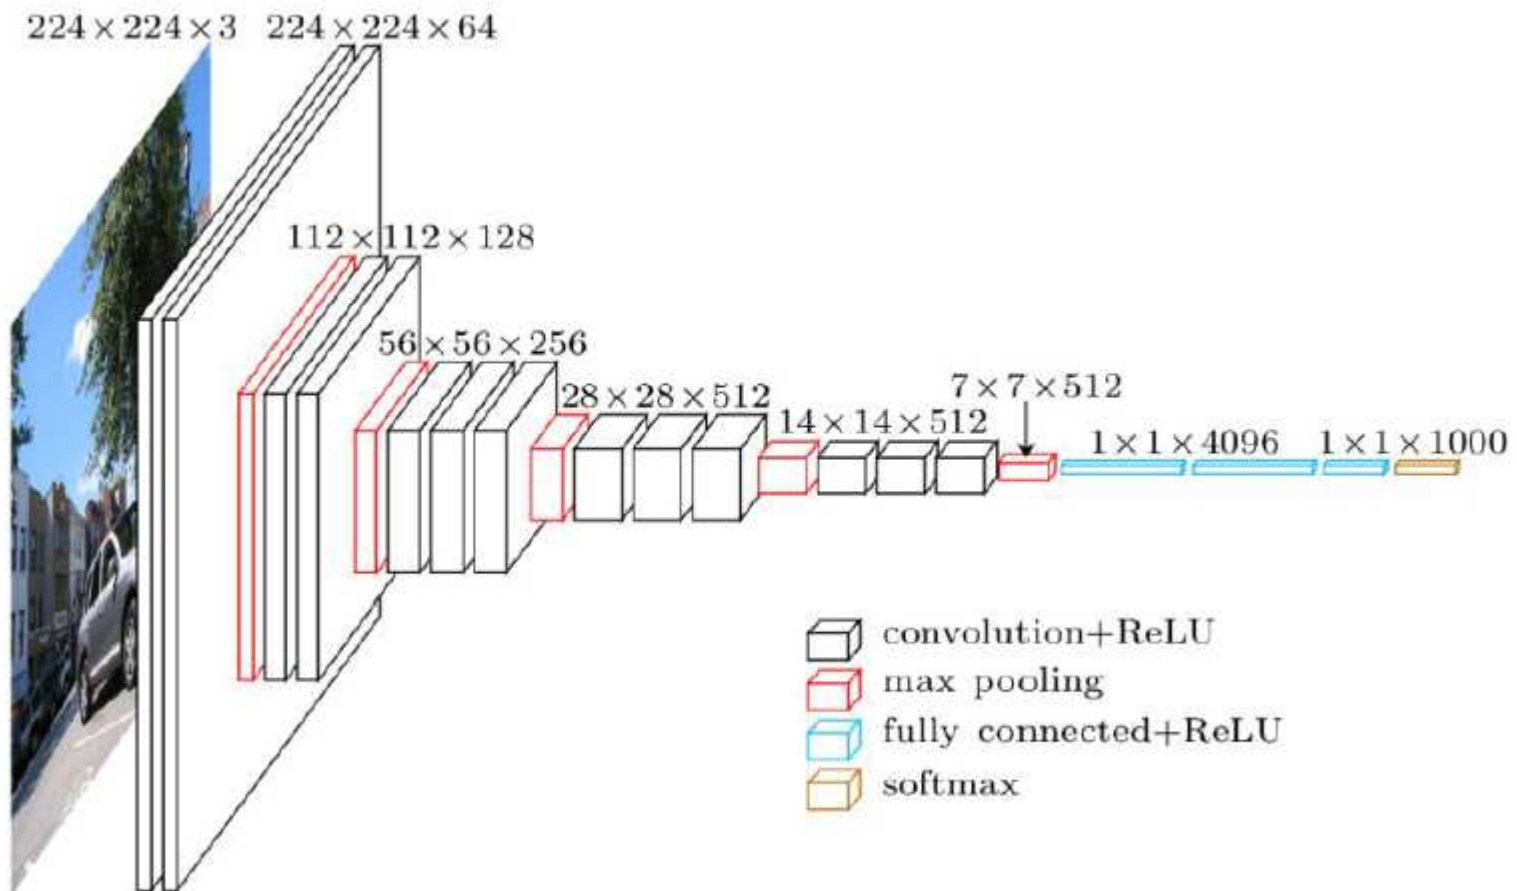 224×224×3
224×224×64
112×112×128
56×56×256
28×28×512
14×14×512
7×7×512
1×1×4096
1×1×1000
convolution+ReLU
max pooling
fully connected+ReLU
softmax